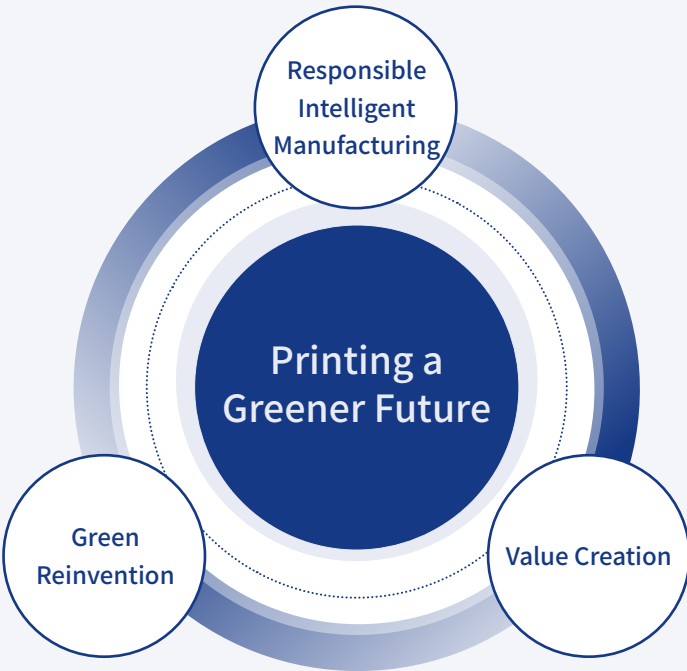 Responsible
Intelligent
Manufacturing
Printing a
Greener Future
Green
Reinvention
Value Creation